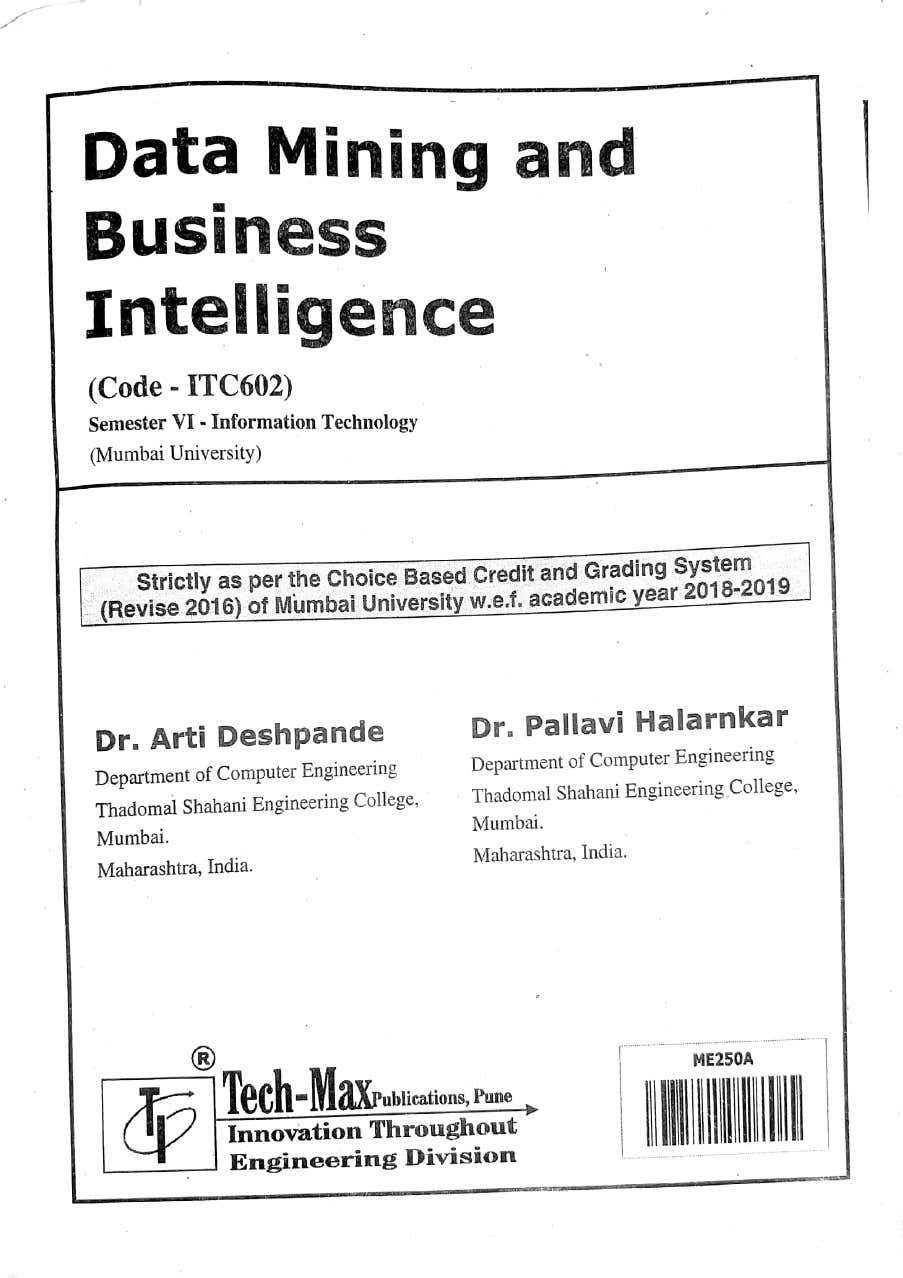 Data Mining and
Business
Intelligence
(Code - ITC602)
Semester VI - Information Technology
(Mumbai University)
Strictly as per the Choice Based Credit and Grading System
(Revise 2016) of Mumbai University w.e.f. academic year 2018-2019
Dr. Arti Deshpande
Department of Computer Engineering
Thadomal Shahani Engineering College,
Mumbai.
Maharashtra, India.
Dr. Pallavi Halarnkar
Department of Computer Engineering
Thadomal Shahani Engineering College,
Mumbai.
Maharashtra, India.
®
TP
Tech-Max Publications, Pune
Innovation Throughout
Engineering Division
ME250A